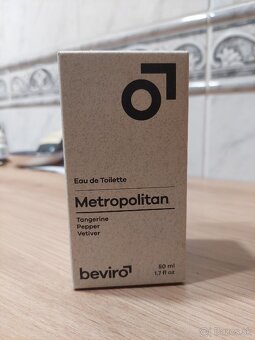 Eau de Toilette
Metropolitan
Tangerine
Pepper
Vetiver
beviro
50 ml
1.7 fl oz